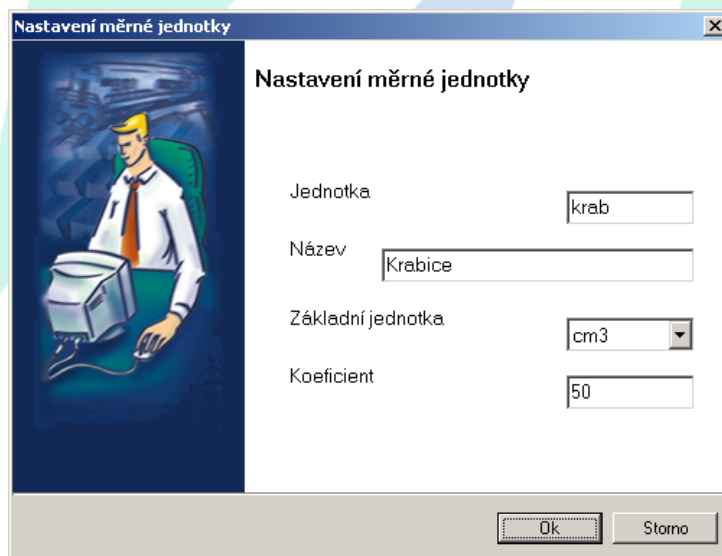 Nastavení měrné jednotky
Nastavení měrné jednotky
Jednotka
krab
Název
Krabice
Základní jednotka
cm3
Koeficient
50
Ok
Storno